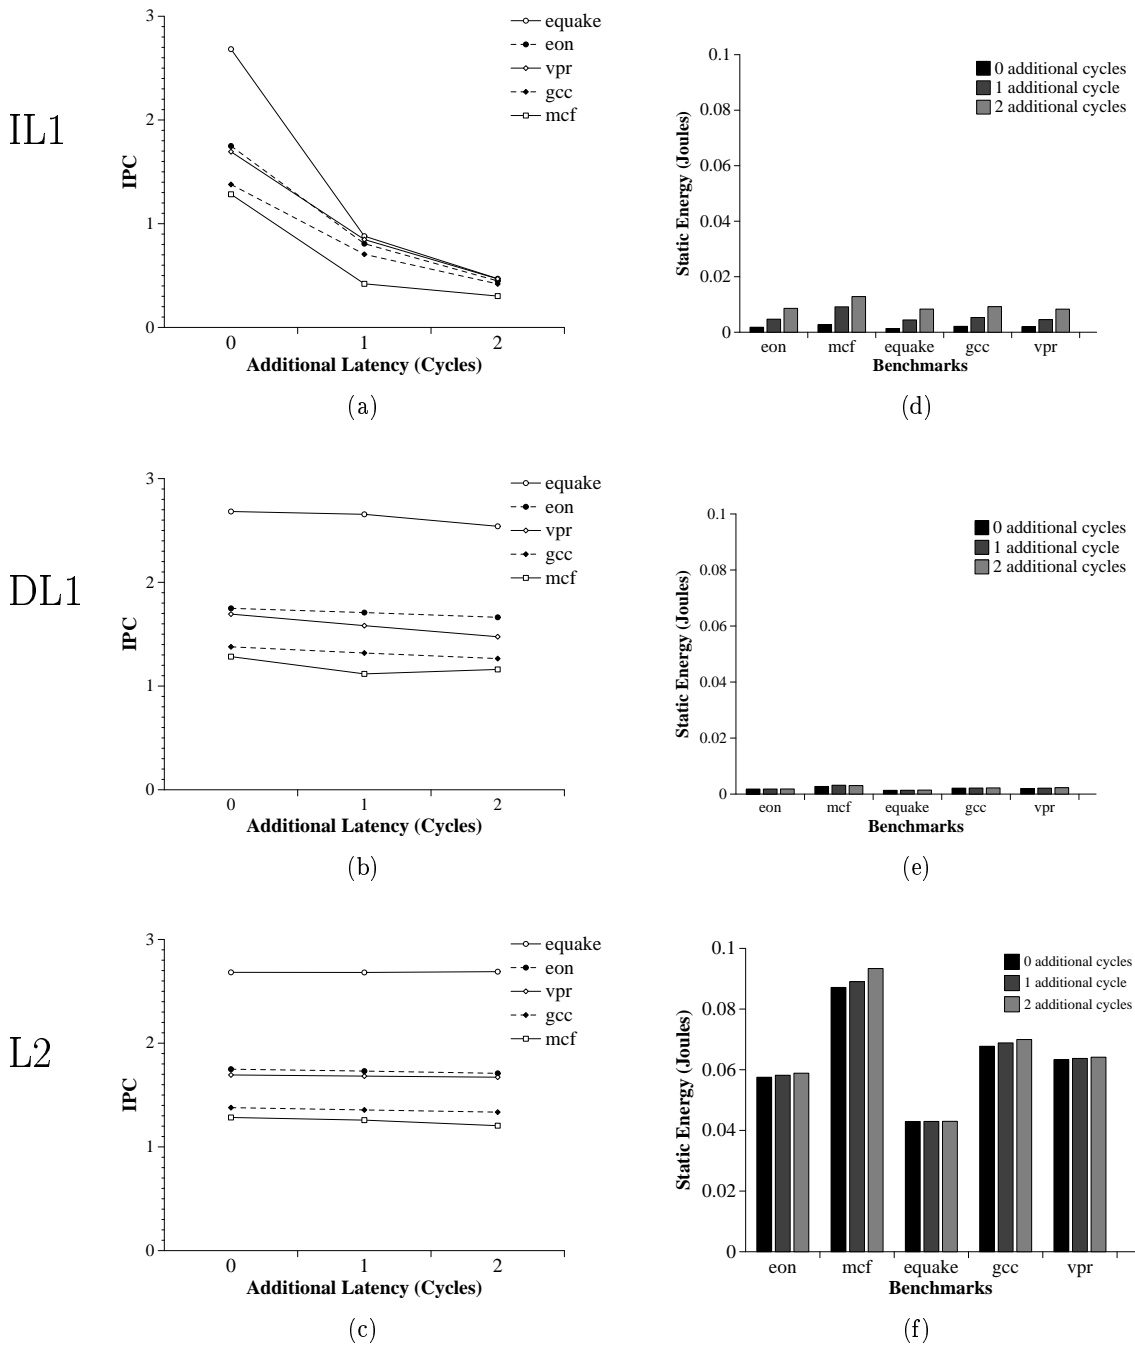 IL1
3
2
1
0
IPC
0 1 2
Additional Latency (Cycles)
equake
eon
vpr
gcc
mcf
(a)
0.1
0.08
0.06
0.04
0.02
0
Static Energy (Joules)
0 additional cycles
1 additional cycle
2 additional cycles
eon mcf equake gcc vpr
Benchmarks
(d)
DL1
3
2
1
0
IPC
0 1 2
Additional Latency (Cycles)
equake
eon
vpr
gcc
mcf
(b)
0.1
0.08
0.06
0.04
0.02
0
Static Energy (Joules)
0 additional cycles
1 additional cycle
2 additional cycles
eon mcf equake gcc vpr
Benchmarks
(e)
L2
3
2
1
0
IPC
0 1 2
Additional Latency (Cycles)
equake
eon
vpr
gcc
mcf
(c)
0.1
0.08
0.06
0.04
0.02
0
Static Energy (Joules)
0 additional cycles
1 additional cycle
2 additional cycles
eon mcf equake gcc vpr
Benchmarks
(f)